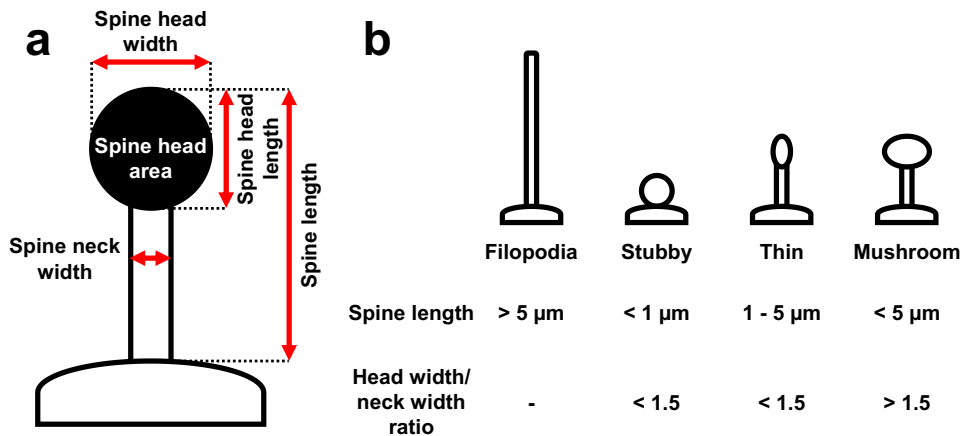 a
Spine head
width
Spine head
area
Spine head
length
Spine length
Spine neck
width
b
Filopodia Stubby Thin Mushroom
Spine length > 5 µm < 1 µm 1 - 5 µm < 5 µm
Head width/
neck width
ratio
- < 1.5 < 1.5 > 1.5